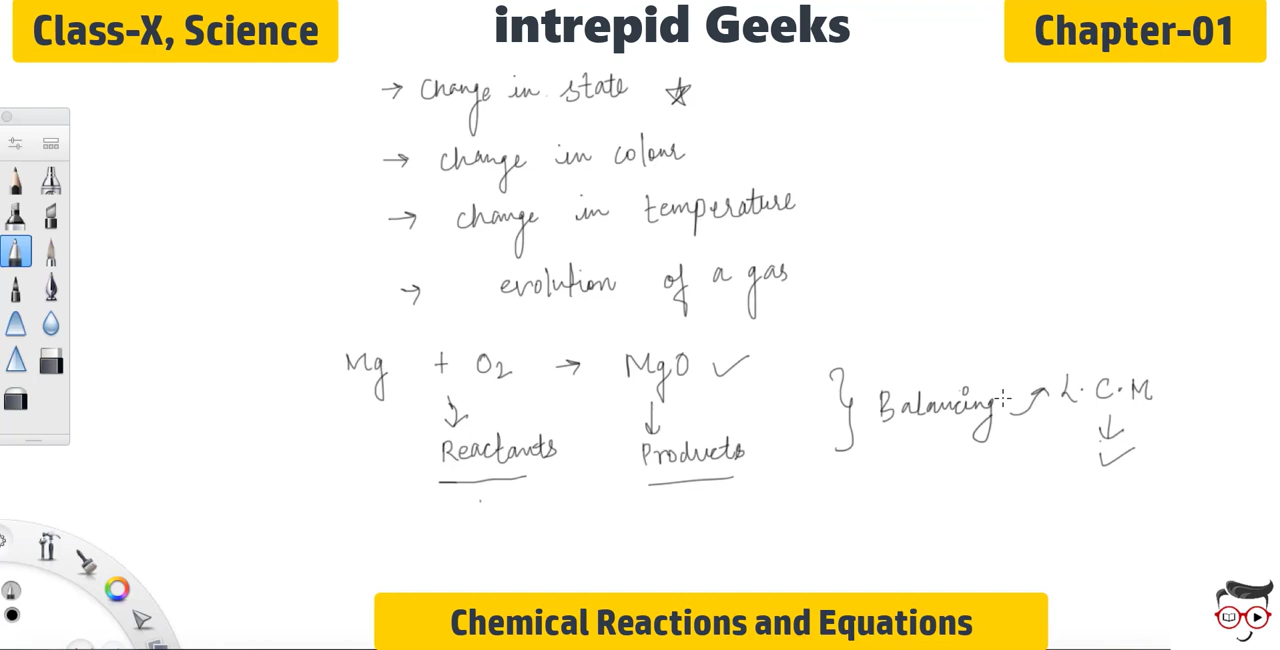 Class-X, Science
intrepid Geeks
Chapter-01
→ Change in state
→ change in colour
→ change in temperature
→ evolution of a gas
Mg + O2 → MgO ✓
Reactants
Products
Balancing
L.C.M
Chemical Reactions and Equations